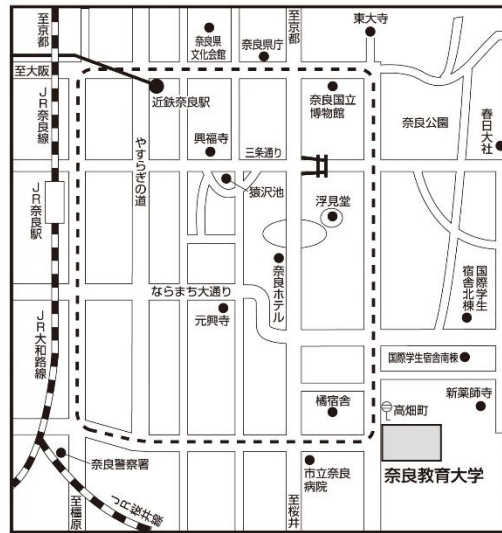 至京都
至京都
東大寺
奈良県
文化会館
奈良県庁
至大阪
近鉄奈良駅
奈良国立
博物館
奈良公園
春日大社
JR奈良線
やすらぎの道
興福寺
三条通り
猿沢池
浮見堂
JR奈良駅
奈良ホテル
ならまち大通り
元興寺
国際学生
宿舎北棟
JR大和路線
国際学生宿舎南棟
橘宿舎
高畑町
新薬師寺
奈良警察署
市立奈良
病院
奈良教育大学
至橿原
JR桜井線
至桜井